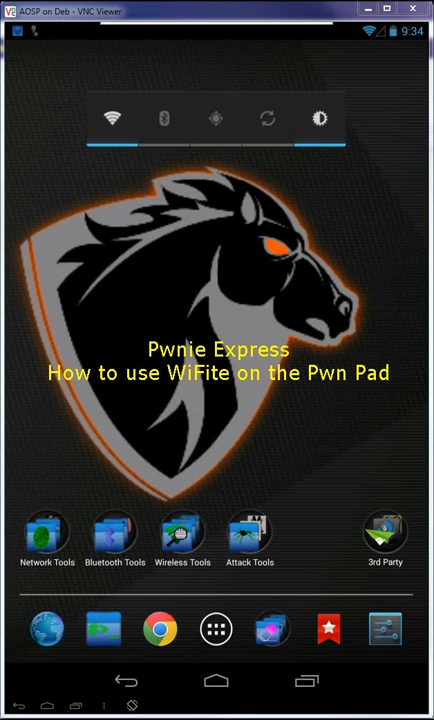 AOSP on Deb - VNC Viewer
9:34
Pwnie Express
How to use WiFite on the Pwn Pad
Network Tools
Bluetooth Tools
Wireless Tools
Attack Tools
3rd Party